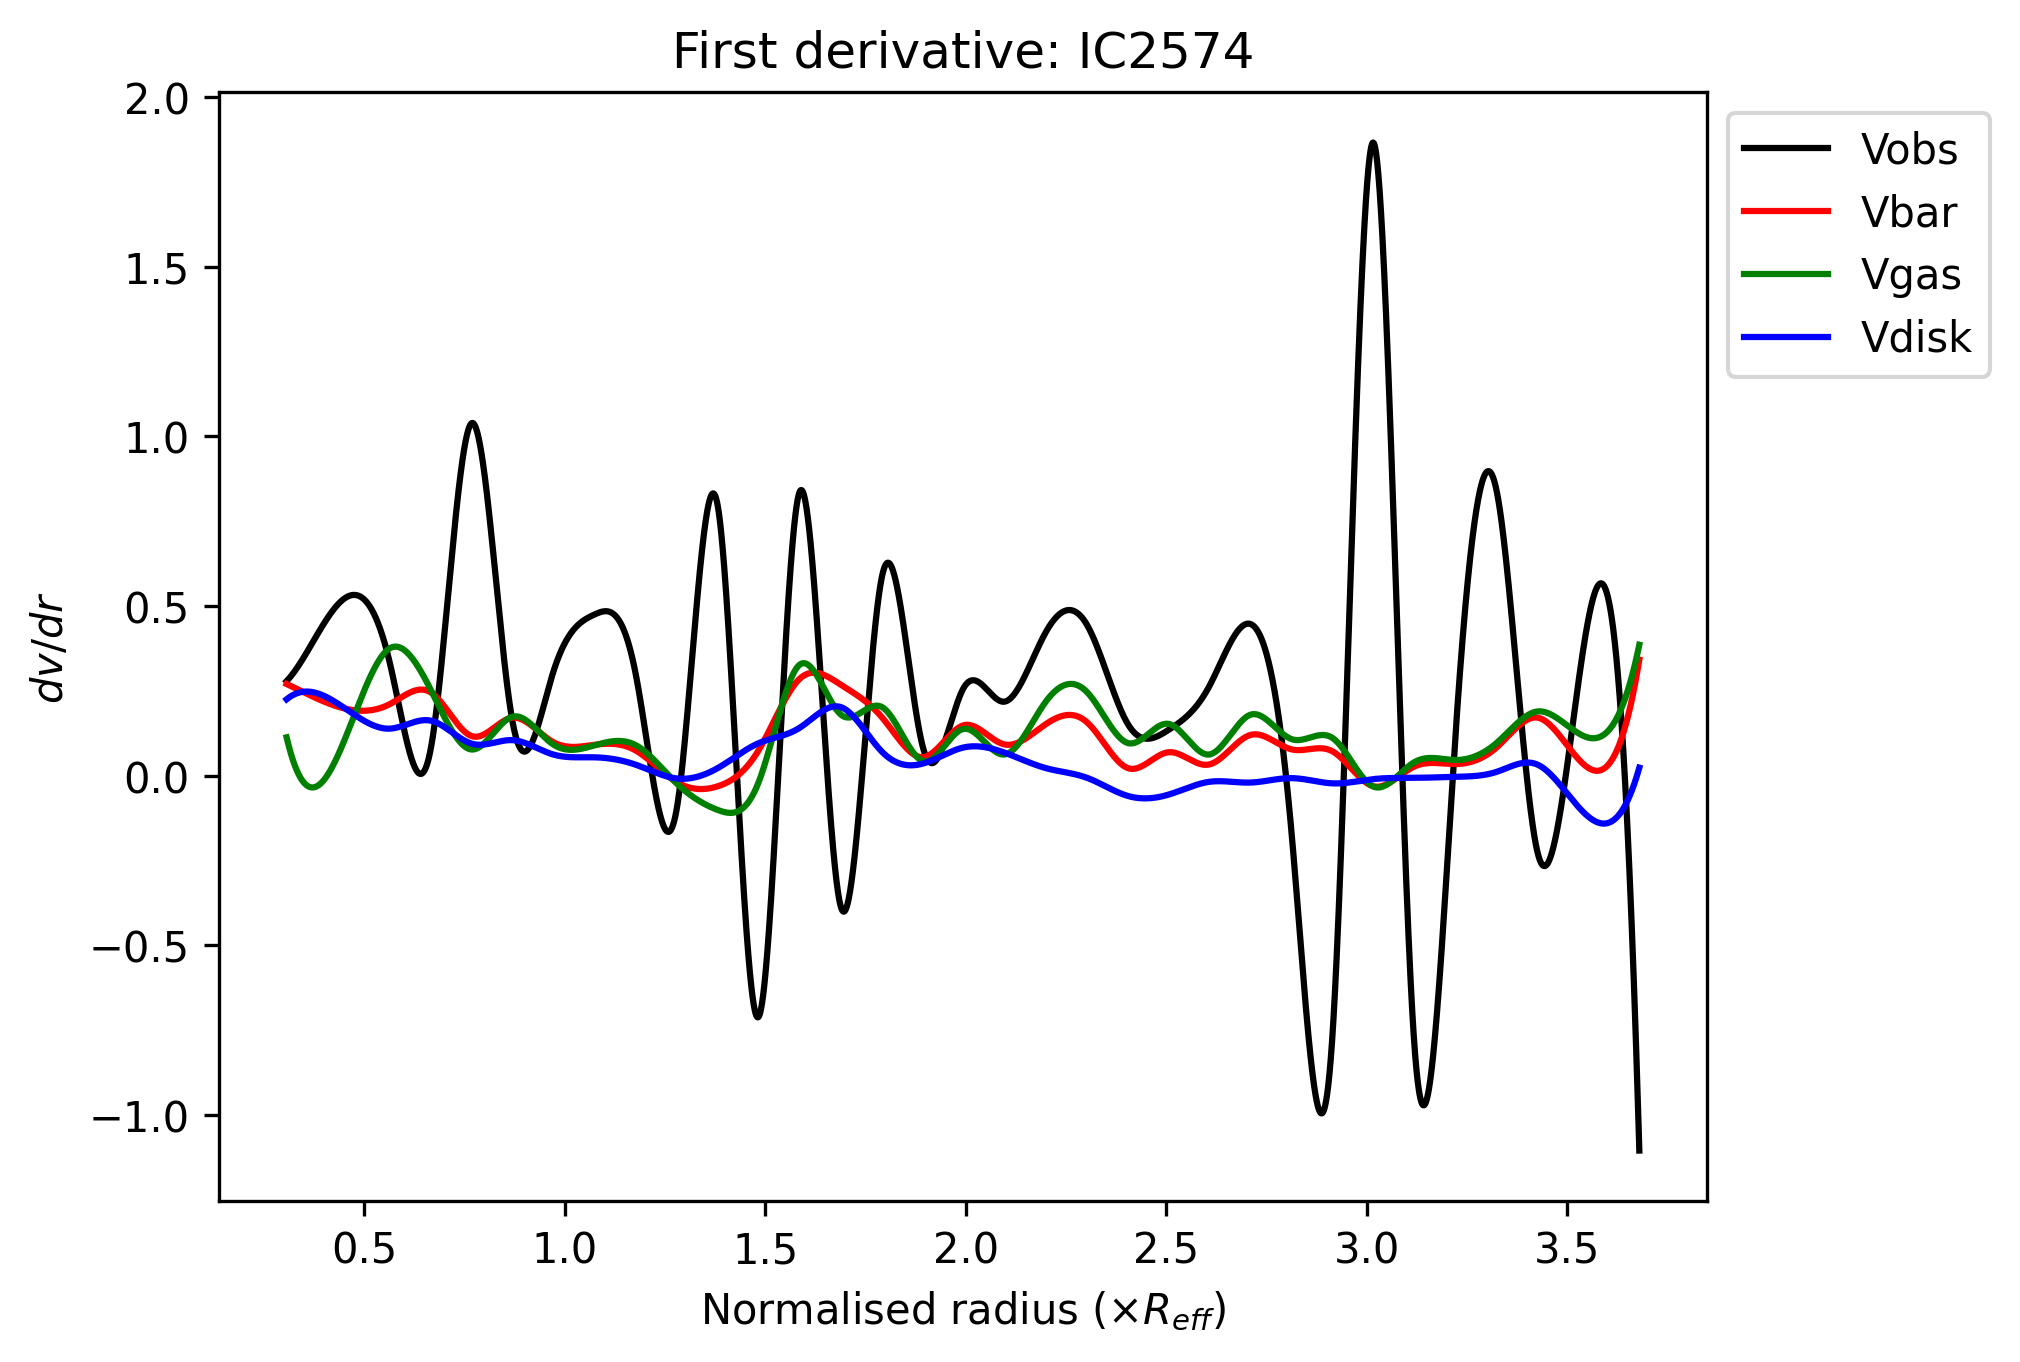 First derivative: IC2574
2.0
1.5
1.0
0.5
0.0
−0.5
−1.0
dv/dr
0.5 1.0 1.5 2.0 2.5 3.0 3.5
Normalised radius (×R_eff)
Vobs
Vbar
Vgas
Vdisk